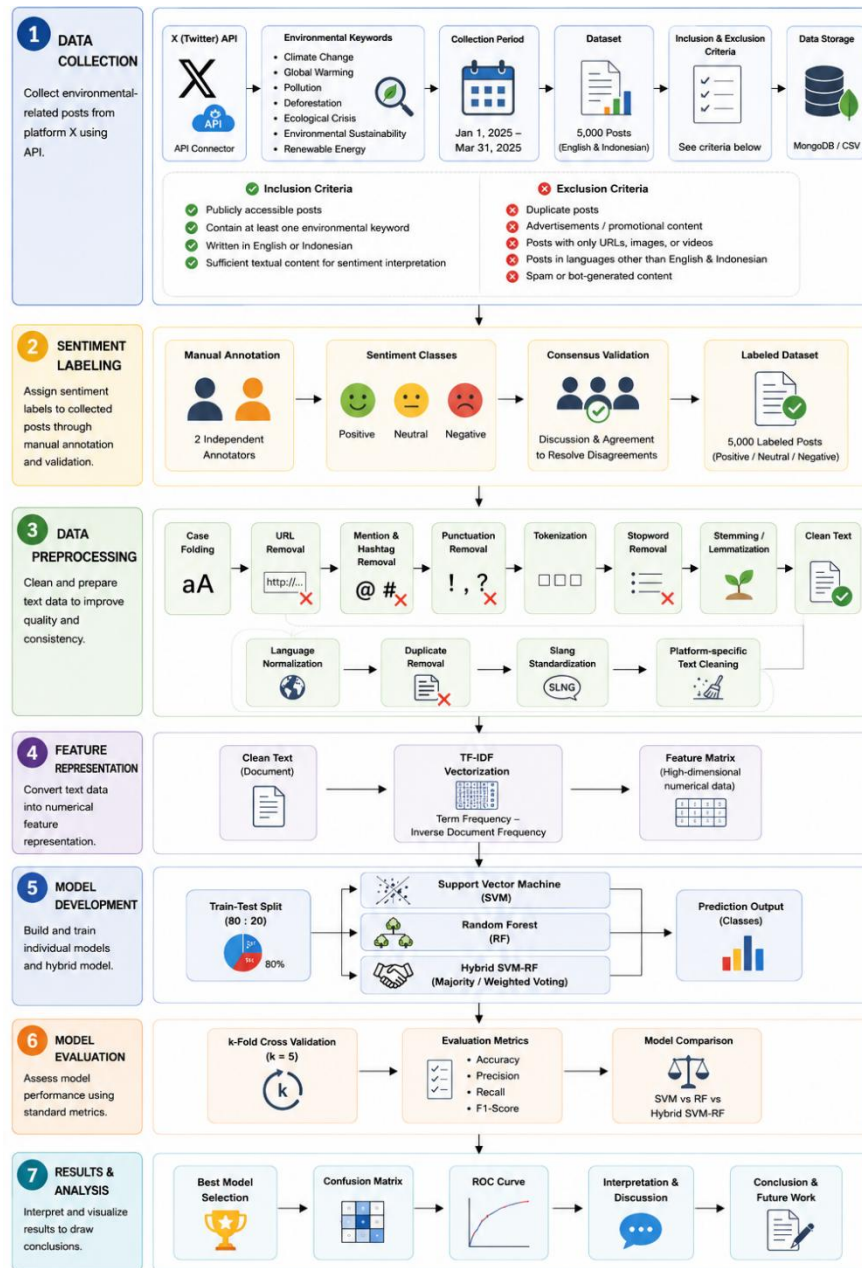 1 DATA
COLLECTION
Collect environmental-
related posts from
platform X using
API.
X (Twitter) API
API
API Connector
Environmental Keywords
• Climate Change
• Global Warming
• Pollution
• Deforestation
• Ecological Crisis
• Environmental Sustainability
• Renewable Energy
Collection
Period
Jan 1, 2025 –
Mar 31, 2025
Dataset
5,000 Posts
(English & Indonesian)
Inclusion & Exclusion
Criteria
See criteria below
Data Storage
MongoDB / CSV
Inclusion Criteria
Publicly accessible posts
Contain at least one environmental keyword
Written in English or Indonesian
Sufficient textual content for sentiment interpretation
Exclusion Criteria
Duplicate posts
Advertisements / promotional content
Posts with only URLs, images, or videos
Posts in languages other than English & Indonesian
Spam or bot-generated content
2 SENTIMENT
LABELING
Assign sentiment
labels to collected
posts through
manual annotation
and validation.
Manual Annotation
2 Independent
Annotators
Sentiment Classes
Positive
Neutral
Negative
Consensus Validation
Discussion & Agreement
to Resolve Disagreements
Labeled Dataset
5,000 Labeled Posts
(Positive / Neutral / Negative)
3 DATA
PREPROCESSING
Clean and prepare
text data to improve
quality and
consistency.
Case
Folding
aA
URL
Removal
http://...
Mention &
Hashtag
Removal
@ #
Punctuation
Removal
! , ?
Tokenization
Stopword
Removal
Stemming /
Lemmatization
Clean Text
Language
Normalization
Duplicate
Removal
Slang
Standardization
SLNG
Platform-specific
Text Cleaning
4 FEATURE
REPRESENTATION
Convert text data
into numerical
feature
representation.
Clean Text
(Document)
TF-IDF
Vectorization
Term Frequency –
Inverse Document Frequency
Feature Matrix
(High-dimensional
numerical data)
5 MODEL
DEVELOPMENT
Build and train
individual models
and hybrid model.
Train-Test Split
(80 : 20)
80%
Support Vector Machine
(SVM)
Random Forest
(RF)
Hybrid SVM-RF
(Majority / Weighted Voting)
Prediction Output
(Classes)
6 MODEL
EVALUATION
Assess model
performance using
standard metrics.
k-Fold Cross Validation
(k = 5)
k
Evaluation Metrics
• Accuracy
• Precision
• Recall
• F1-Score
Model Comparison
SVM vs RF vs
Hybrid SVM-RF
7 RESULTS &
ANALYSIS
Interpret and visualize
results to draw
conclusions.
Best Model
Selection
Confusion Matrix
ROC Curve
Interpretation &
Discussion
Conclusion &
Future Work